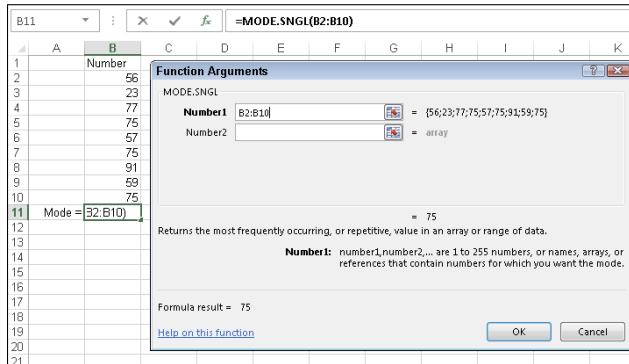 B11 fx =MODE.SNGL(B2:B10)
A B C D E F G H I J K
1 Number
2 56
3 23
4 77
5 75
6 57
7 75
8 91
9 59
10 75
11 Mode = B2:B10)
12
13
14
15
16
17
18
19
20
21
Function Arguments ?
MODE.SNGL
Number1 B2:B10 = {56;23;77;75;57;75;91;59;75}
Number2 = array
= 75
Returns the most frequently occurring, or repetitive, value in an array or range of data.
Number1: number1,number2,... are 1 to 255 numbers, or names, arrays, or
references that contain numbers for which you want the mode.
Formula result = 75
Help on this function OK Cancel